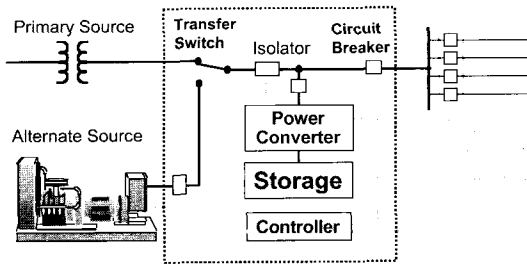 Primary Source
Transfer
Switch
Isolator
Circuit
Breaker
Alternate Source
Power
Converter
Storage
Controller